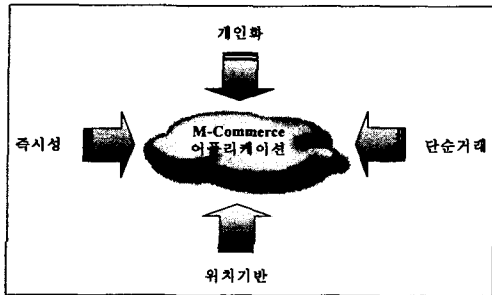 개인화
M-Commerce
어플리케이션
즉시성
단순거래
위치기반